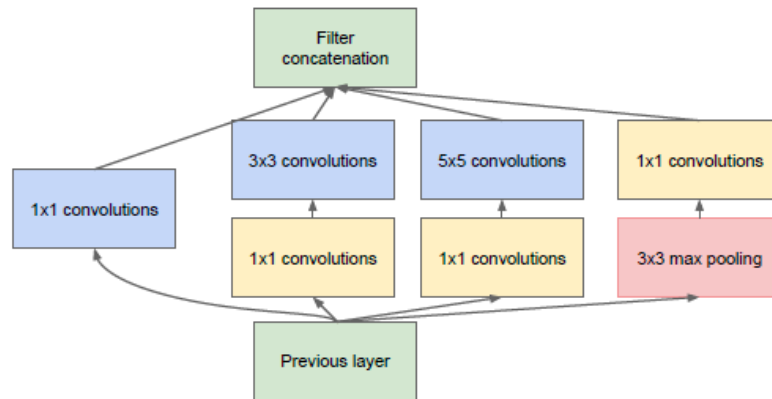 Filter
concatenation
3x3 convolutions
5x5 convolutions
1x1 convolutions
1x1 convolutions
1x1 convolutions
1x1 convolutions
3x3 max pooling
Previous layer